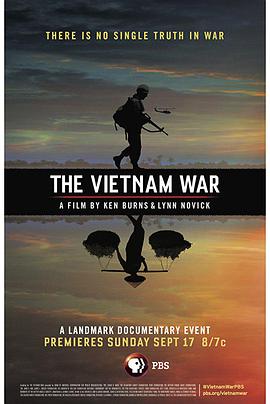 THERE IS NO SINGLE TRUTH IN WAR
THE VIETNAM WAR
A FILM BY KEN BURNS & LYNN NOVICK
A LANDMARK DOCUMENTARY EVENT
PREMIERES SUNDAY SEPT 17 8/7c
PBS
#VietnamWarPBS
pbs.org/vietnamwar